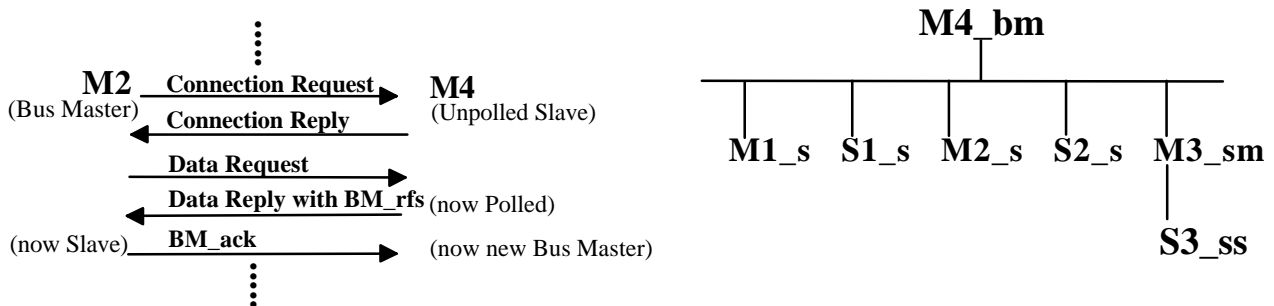 M2
(Bus Master)
Connection Request
M4
(Unpolled Slave)
Connection Reply
Data Request
Data Reply with BM_rfs
(now Polled)
(now Slave)
BM_ack
(now new Bus Master)
M4_bm
M1_s S1_s M2_s S2_s M3_sm
S3_ss